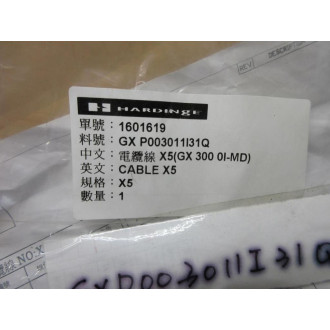 HARDINGE
單號：1601619
料號：GX P003011I31Q
中文：電纜線 X5(GX 300 0I-MD)
英文：CABLE X5
規格：X5
數量：1
GXP003011I31Q
REV